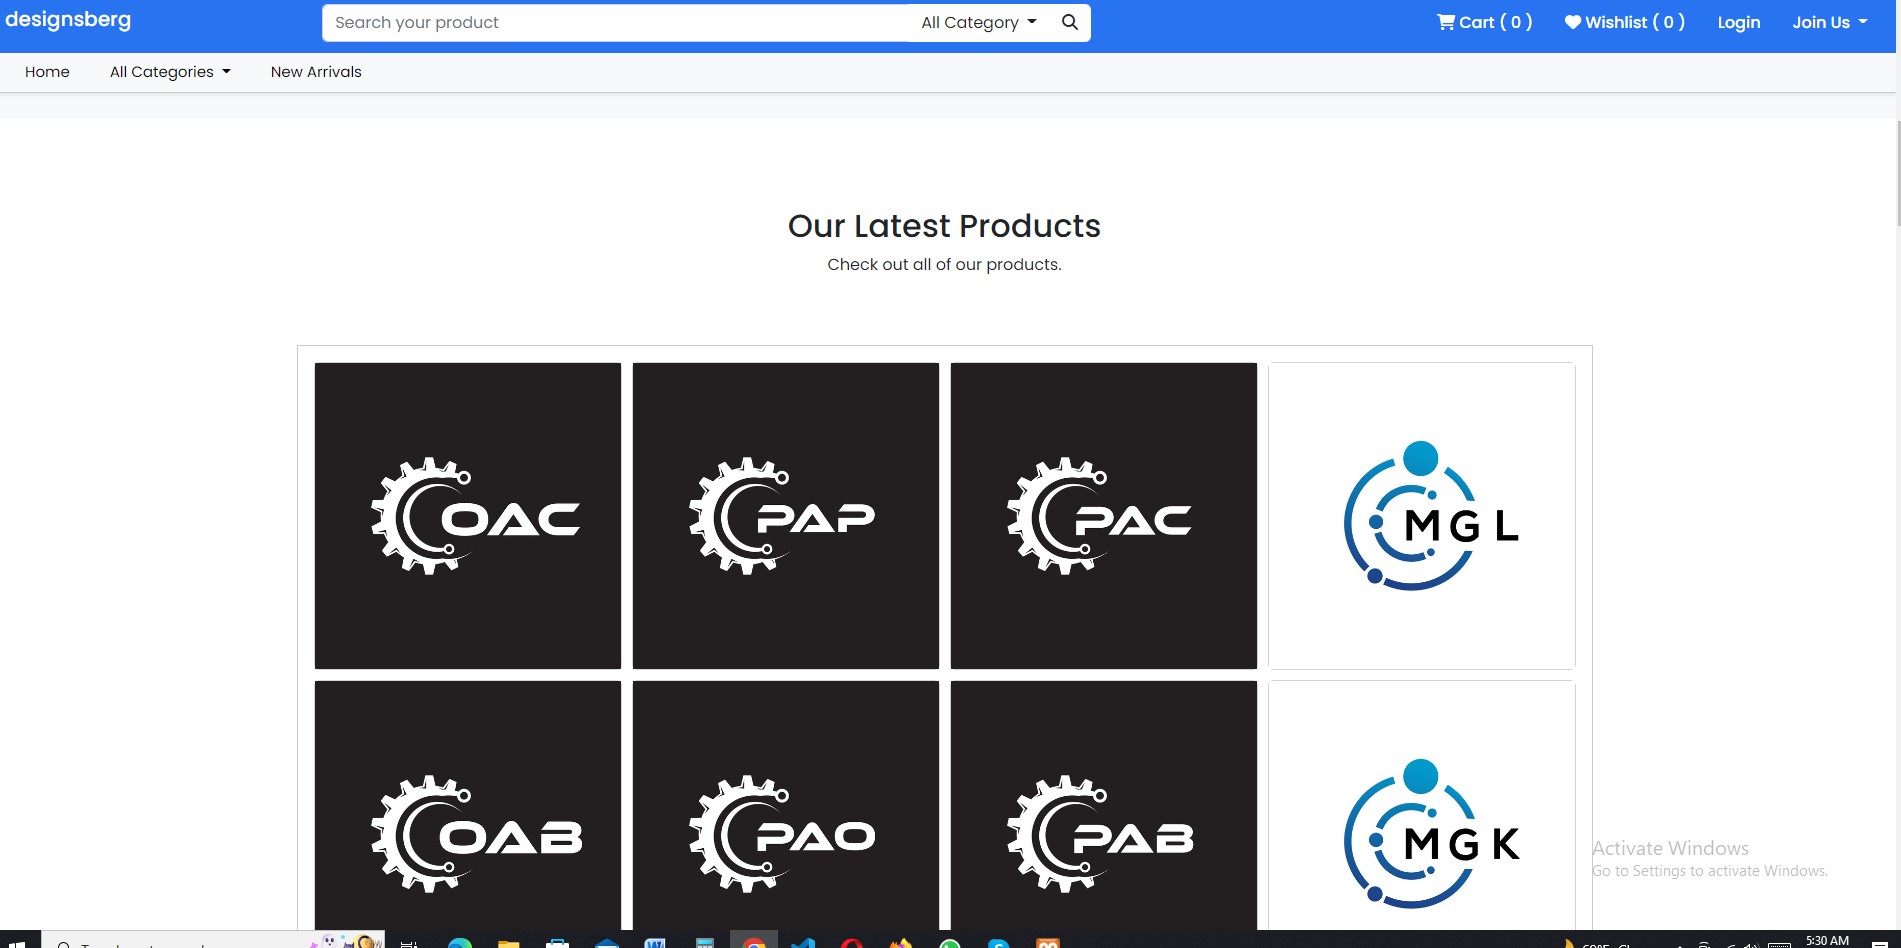 designsberg
Search your product
All Category
Cart ( 0 )
Wishlist ( 0 )
Login
Join Us
Home
All Categories
New Arrivals
Our Latest Products
Check out all of our products.
OAC
PAP
PAC
MGL
OAB
PAO
PAB
MGK
Activate Windows
Go to Settings to activate Windows.
5:30 AM